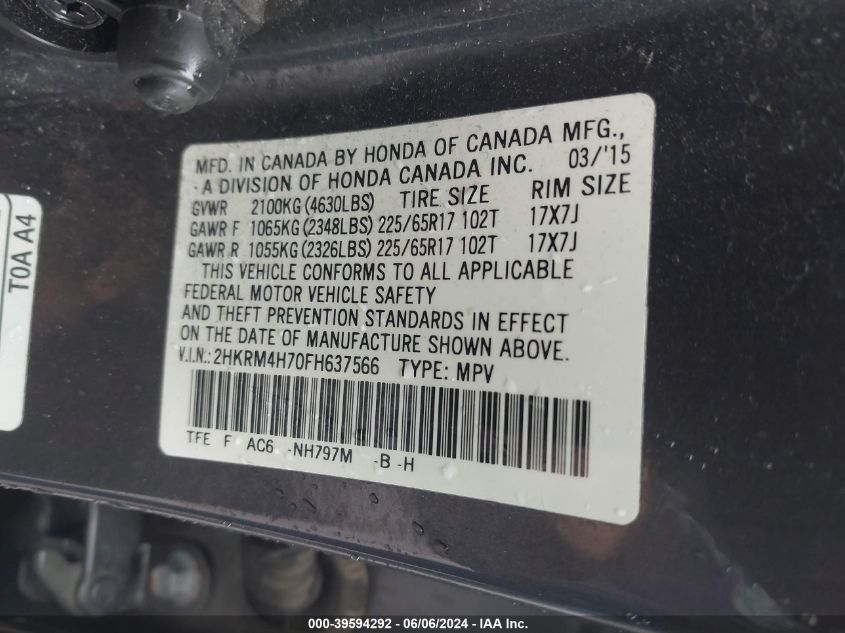 MFD. IN CANADA BY HONDA OF CANADA MFG.,
-A DIVISION OF HONDA CANADA INC. 03/'15
GVWR 2100KG (4630LBS) TIRE SIZE RIM SIZE
GAWR F 1065KG (2348LBS) 225/65R17 102T 17X7J
GAWR R 1055KG (2326LBS) 225/65R17 102T 17X7J
THIS VEHICLE CONFORMS TO ALL APPLICABLE
FEDERAL MOTOR VEHICLE SAFETY
AND THEFT PREVENTION STANDARDS IN EFFECT
ON THE DATE OF MANUFACTURE SHOWN ABOVE.
V.I.N.: 2HKRM4H70FH637566 TYPE: MPV
TFE F AC6 -NH797M -B -H
T0A A4
000-39594292 - 06/06/2024 - IAA Inc.